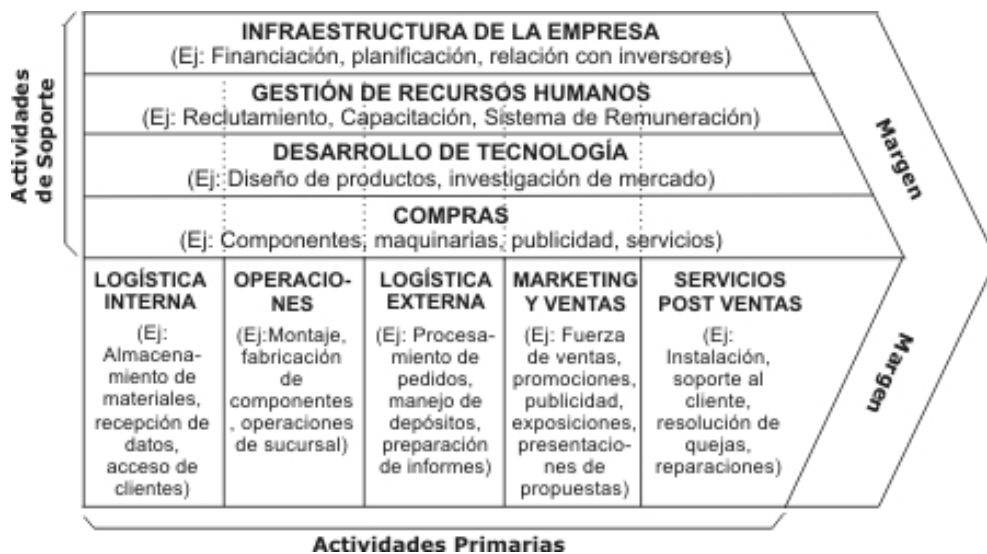 Actividades
de Soporte
INFRAESTRUCTURA DE LA EMPRESA
(Ej: Financiación, planificación, relación con inversores)
GESTIÓN DE RECURSOS HUMANOS
(Ej: Reclutamiento, Capacitación, Sistema de Remuneración)
DESARROLLO DE TECNOLOGÍA
(Ej: Diseño de productos, investigación de mercado)
COMPRAS
(Ej: Componentes, maquinarias, publicidad, servicios)
Margen
LOGÍSTICA
INTERNA
(Ej:
Almacena-
miento de
materiales,
recepción de
datos,
acceso de
clientes)
OPERACIO-
NES
(Ej:Montaje,
fabricación
de
componentes
, operaciones
de sucursal)
LOGÍSTICA
EXTERNA
(Ej: Procesa-
miento de
pedidos,
manejo de
depósitos,
preparación
de informes)
MARKETING
Y VENTAS
(Ej: Fuerza
de ventas,
promociones,
publicidad,
exposiciones,
presentacio-
nes de
propuestas)
SERVICIOS
POST VENTAS
(Ej:
Instalación,
soporte al
cliente,
resolución de
quejas,
reparaciones)
Margen
Actividades Primarias